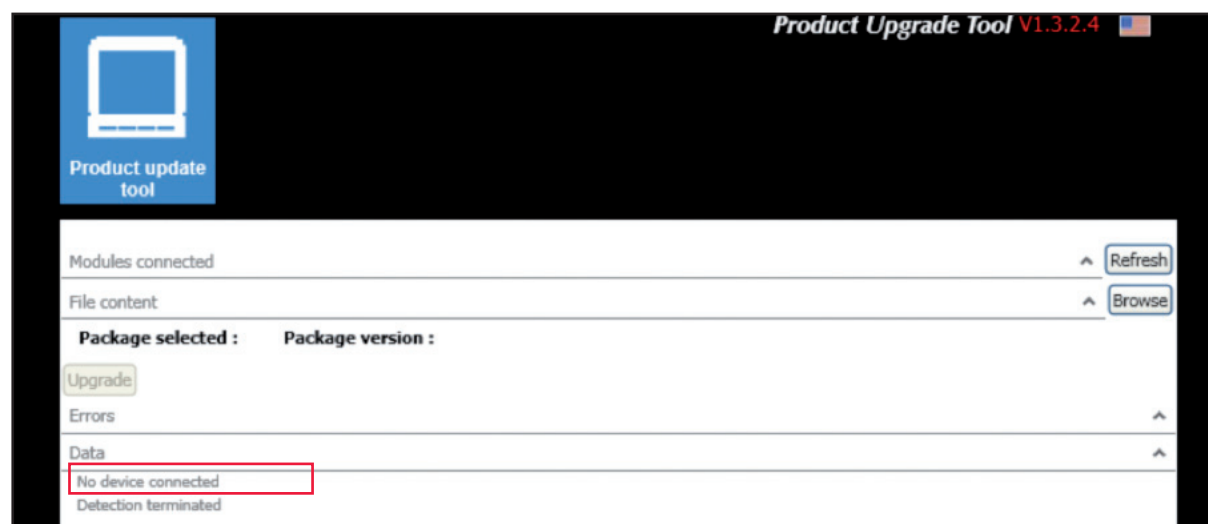 Product Upgrade Tool V1.3.2.4
Product update
tool
Modules connected
Refresh
File content
Browse
Package selected : Package version :
Upgrade
Errors
Data
No device connected
Detection terminated